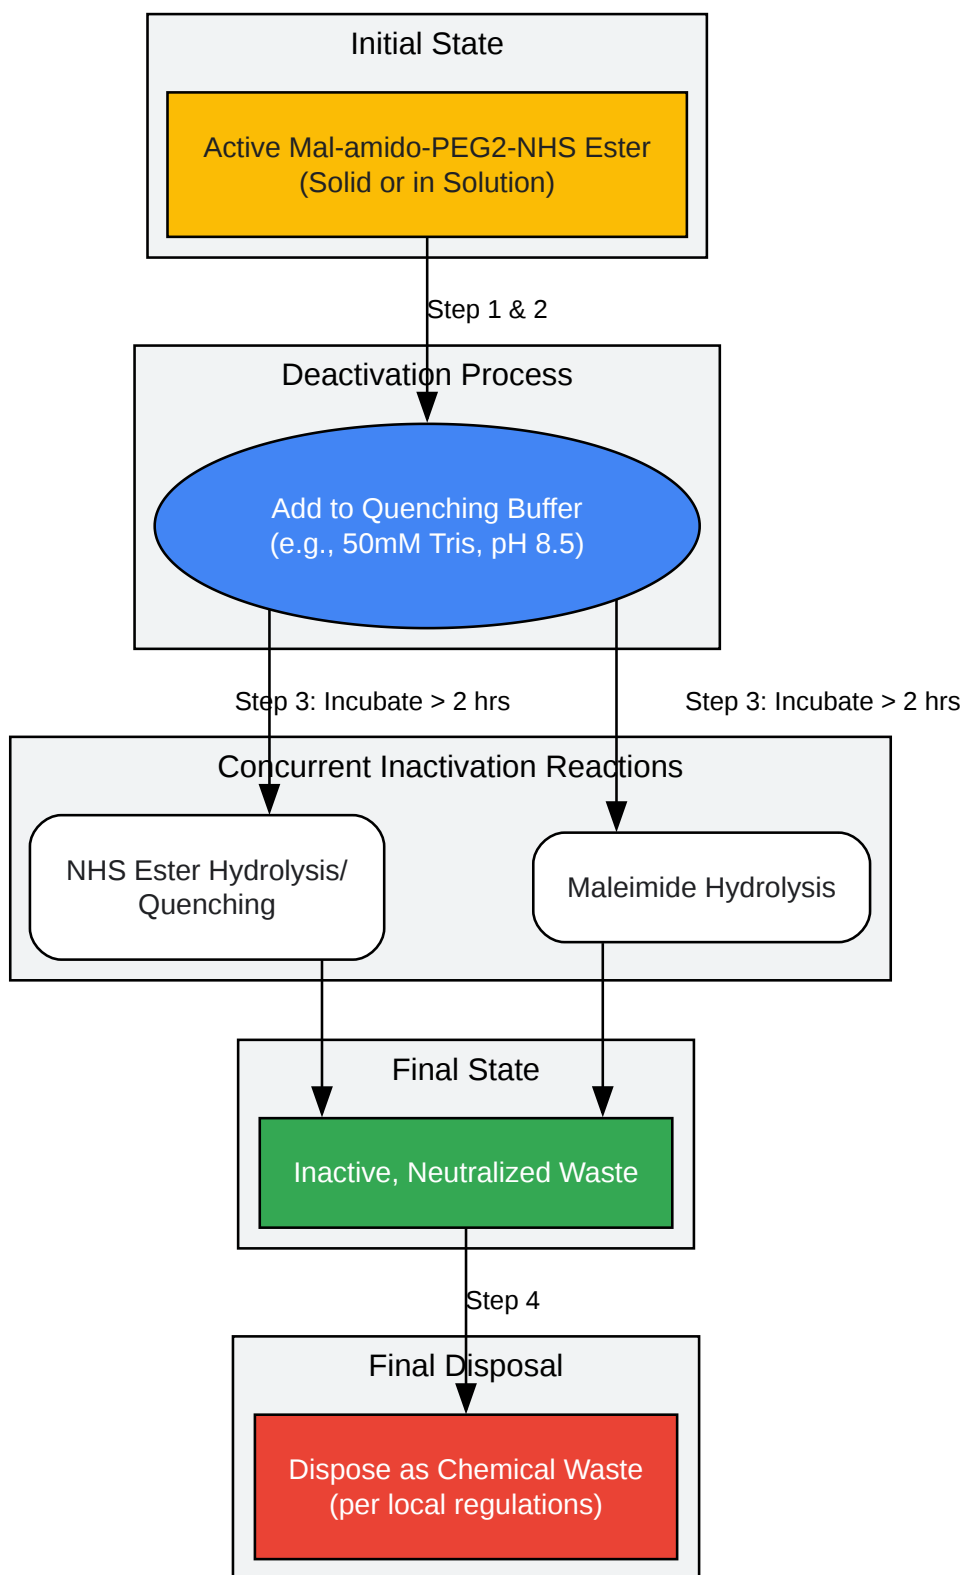 Initial State
Active Mal-amido-PEG2-NHS Ester
(Solid or in Solution)
Step 1 & 2
Deactivation Process
Add to Quenching Buffer
(e.g., 50mM Tris, pH 8.5)
Step 3: Incubate > 2 hrs
Step 3: Incubate > 2 hrs
Concurrent Inactivation Reactions
NHS Ester Hydrolysis/
Quenching
Maleimide Hydrolysis
Final State
Inactive, Neutralized Waste
Step 4
Final Disposal
Dispose as Chemical Waste
(per local regulations)